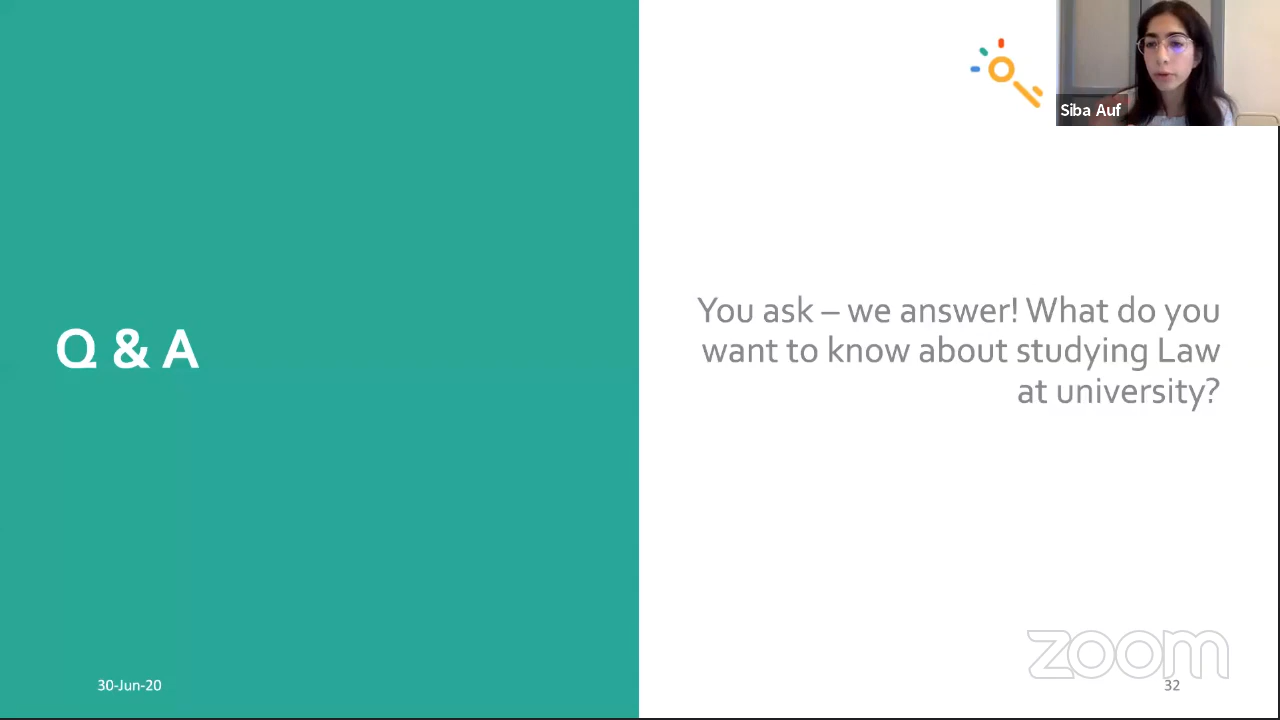 Siba Auf
Q & A
You ask – we answer! What do you
want to know about studying Law
at university?
zoom
30-Jun-20
32